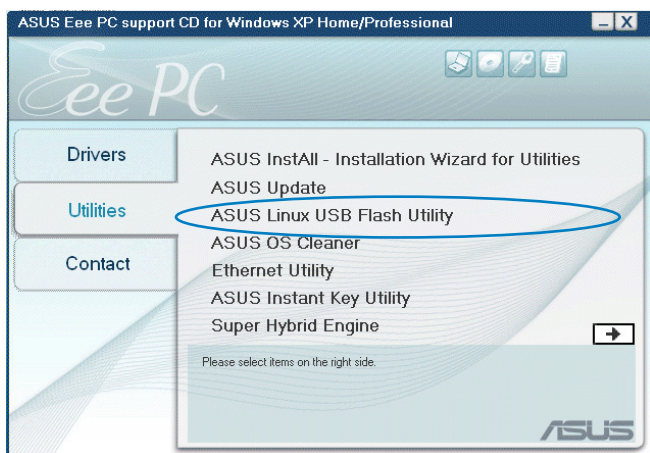 ASUS Eee PC support CD for Windows XP Home/Professional
Eee PC
Drivers
Utilities
Contact
ASUS InstAll - Installation Wizard for Utilities
ASUS Update
ASUS Linux USB Flash Utility
ASUS OS Cleaner
Ethernet Utility
ASUS Instant Key Utility
Super Hybrid Engine
Please select items on the right side.
ASUS